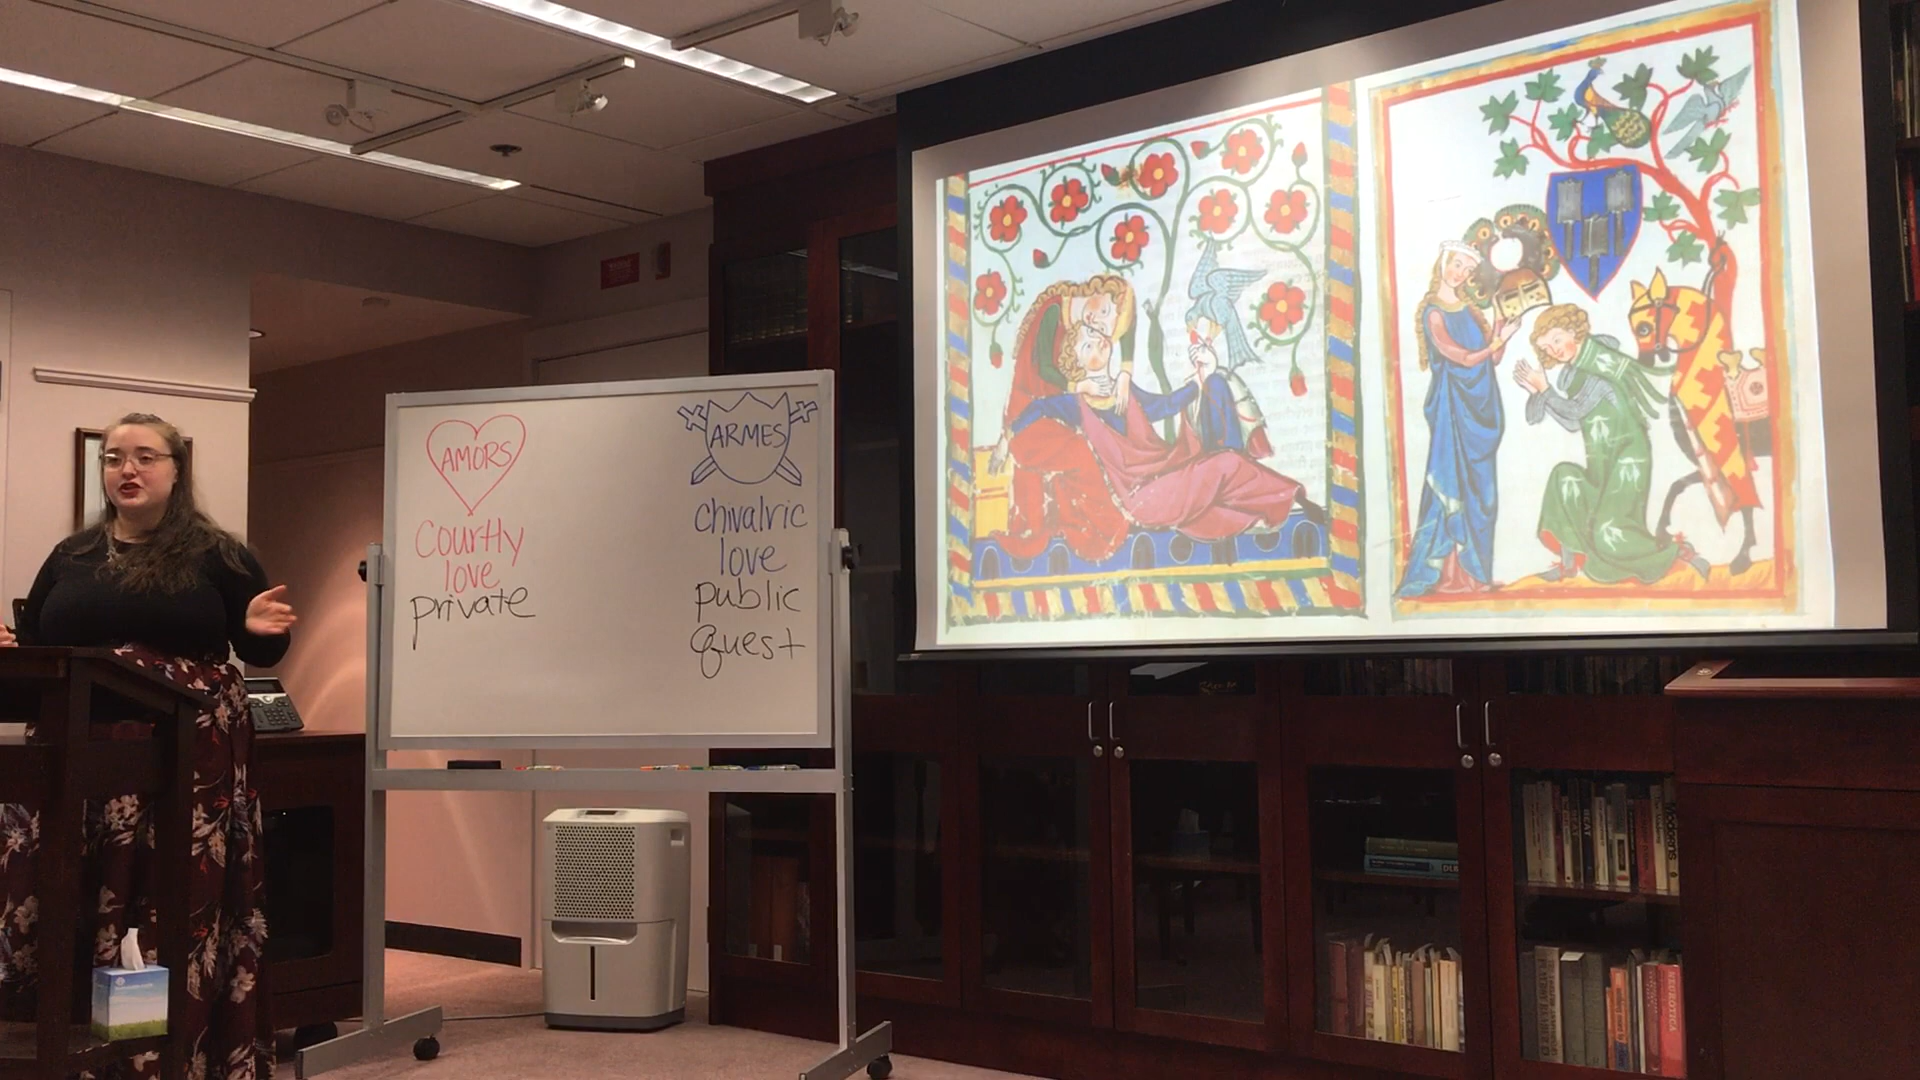 AMORS
Courtly
love
private
ARMES
chivalric
love
public
quest